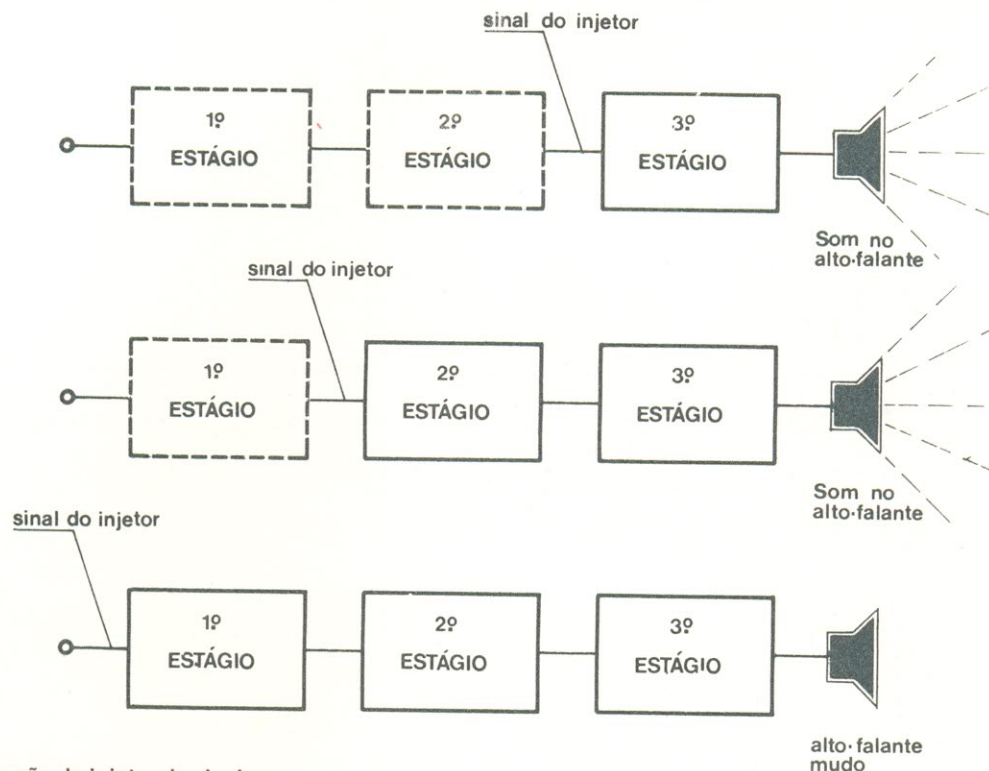 sinal do injetor
1º
ESTÁGIO
2º
ESTÁGIO
3º
ESTÁGIO
Som no
alto-falante
sinal do injetor
1º
ESTÁGIO
2º
ESTÁGIO
3º
ESTÁGIO
Som no
alto-falante
sinal do injetor
1º
ESTÁGIO
2º
ESTÁGIO
3º
ESTÁGIO
alto-falante
mudo